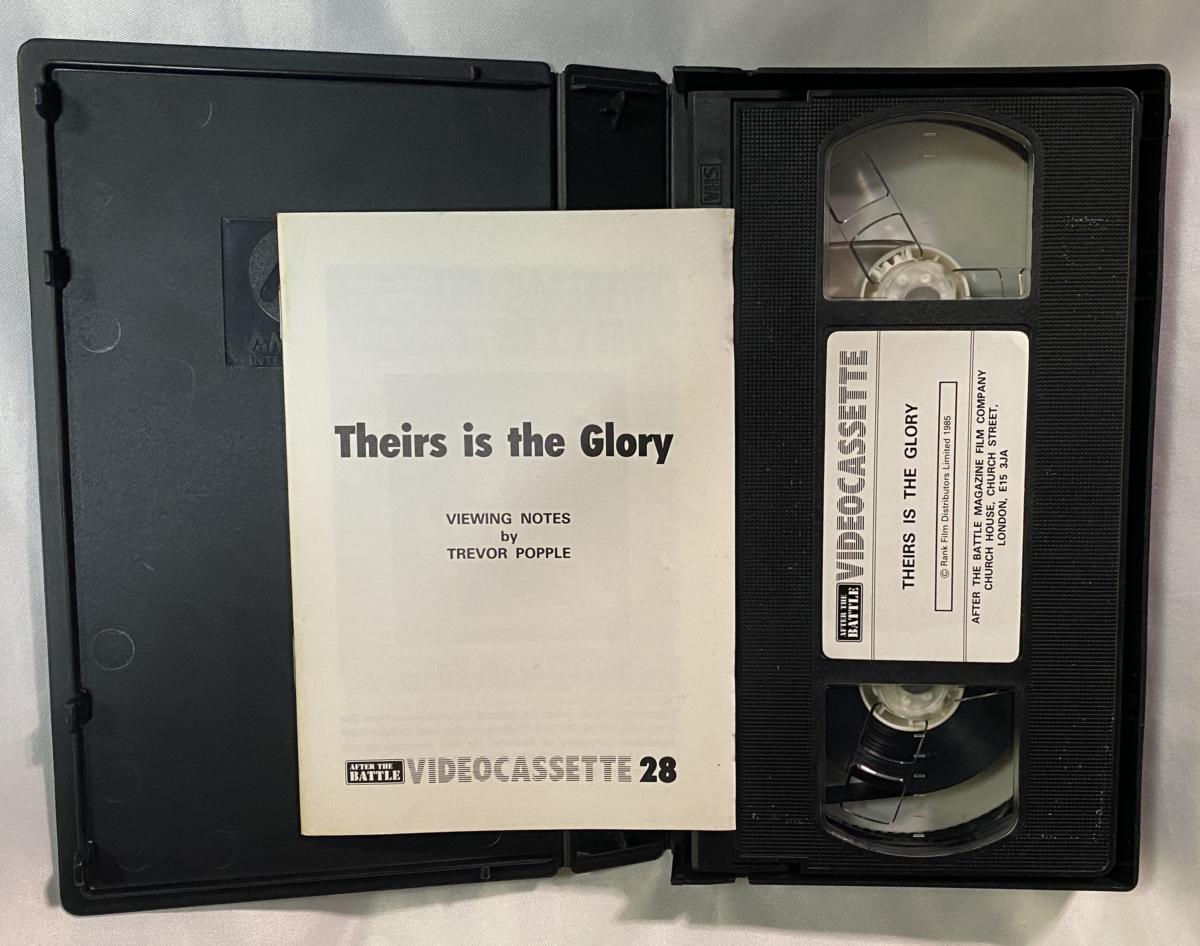 Theirs is the Glory
VIEWING NOTES
by
TREVOR POPPLE
AFTER THE
BATTLE
VIDEOCASSETTE 28
VHS
AFTER THE
BATTLE
VIDEOCASSETTE
THEIRS IS THE GLORY
© Rank Film Distributors Limited 1985
AFTER THE BATTLE MAGAZINE FILM COMPANY
CHURCH HOUSE, CHURCH STREET,
LONDON, E15 3JA